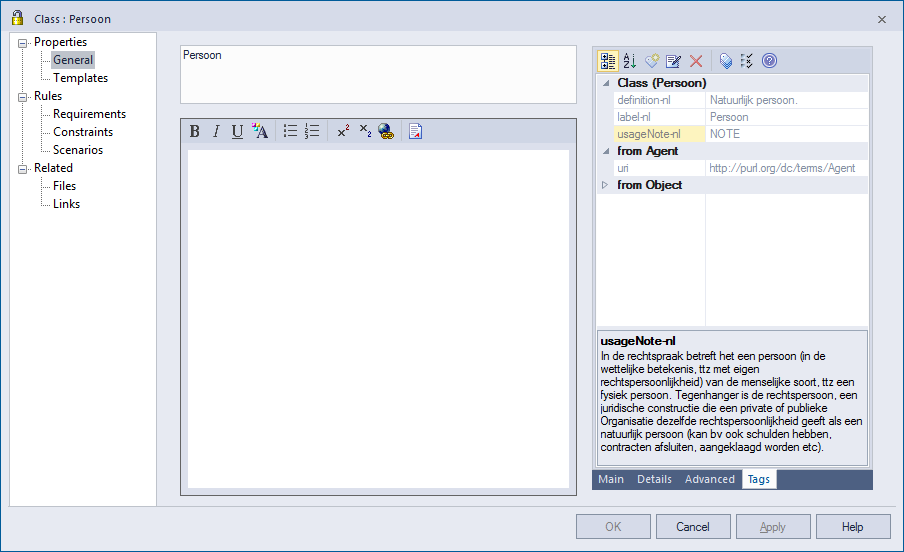 Class : Persoon
Properties
General
Templates
Rules
Requirements
Constraints
Scenarios
Related
Files
Links
Persoon
B I U A x² x₂
Class (Persoon)
definition-nl Natuurlijk persoon.
label-nl Persoon
usageNote-nl NOTE
from Agent
uri http://purl.org/dc/terms/Agent
from Object
usageNote-nl
In de rechtspraak betreft het een persoon (in de
wettelijke betekenis, ttz met eigen
rechtspersoonlijkheid) van de menselijke soort, ttz een
fysiek persoon. Tegenhanger is de rechtspersoon, een
juridische constructie die een private of publieke
Organisatie dezelfde rechtspersoonlijkheid geeft als een
natuurlijk persoon (kan bv ook schulden hebben,
contracten afsluiten, aangeklaagd worden etc).
Main Details Advanced Tags
OK Cancel Apply Help